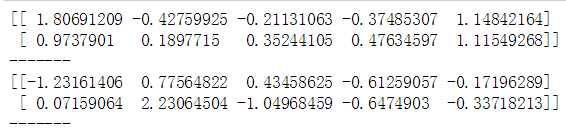 [[ 1.80691209 -0.42759925 -0.21131063 -0.37485307  1.14842164]
 [ 0.9737901   0.1897715   0.35244105  0.47634597  1.11549268]]
-------
[[-1.23161406  0.77564822  0.43458625 -0.61259057 -0.17196289]
 [ 0.07159064  2.23064504 -1.04968459 -0.6474903  -0.33718213]]
-------